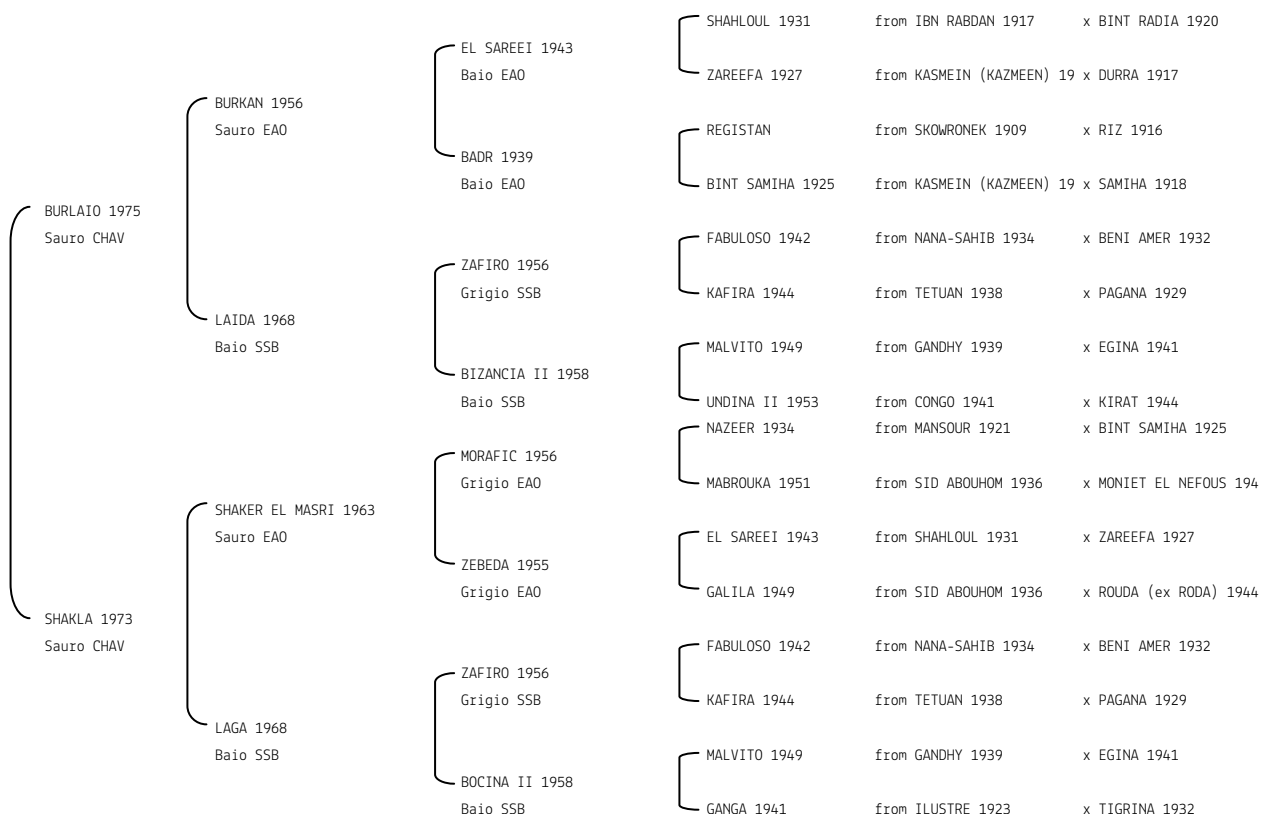 SHAHLOUL 1931 from IBN RABDAN 1917 x BINT RADIA 1920
EL SAREEI 1943
Baio EAO
ZAREEFA 1927 from KASMEIN (KAZMEEN) 19 x DURRA 1917
BURKAN 1956
Sauro EAO
REGISTAN from SKOWRONEK 1909 x RIZ 1916
BADR 1939
Baio EAO
BINT SAMIHA 1925 from KASMEIN (KAZMEEN) 19 x SAMIHA 1918
BURLAIO 1975
Sauro CHAV
FABULOSO 1942 from NANA-SAHIB 1934 x BENI AMER 1932
ZAFIRO 1956
Grigio SSB
KAFIRA 1944 from TETUAN 1938 x PAGANA 1929
LAIDA 1968
Baio SSB
MALVITO 1949 from GANDHY 1939 x EGINA 1941
BIZANCIA II 1958
Baio SSB
UNDINA II 1953 from CONGO 1941 x KIRAT 1944
NAZEER 1934 from MANSOUR 1921 x BINT SAMIHA 1925
MORAFIC 1956
Grigio EAO
MABROUKA 1951 from SID ABOUHOM 1936 x MONIET EL NEFOUS 194
SHAKER EL MASRI 1963
Sauro EAO
EL SAREEI 1943 from SHAHLOUL 1931 x ZAREEFA 1927
ZEBEDA 1955
Grigio EAO
GALILA 1949 from SID ABOUHOM 1936 x ROUDA (ex RODA) 1944
SHAKLA 1973
Sauro CHAV
FABULOSO 1942 from NANA-SAHIB 1934 x BENI AMER 1932
ZAFIRO 1956
Grigio SSB
KAFIRA 1944 from TETUAN 1938 x PAGANA 1929
LAGA 1968
Baio SSB
MALVITO 1949 from GANDHY 1939 x EGINA 1941
BOCINA II 1958
Baio SSB
GANGA 1941 from ILUSTRE 1923 x TIGRINA 1932